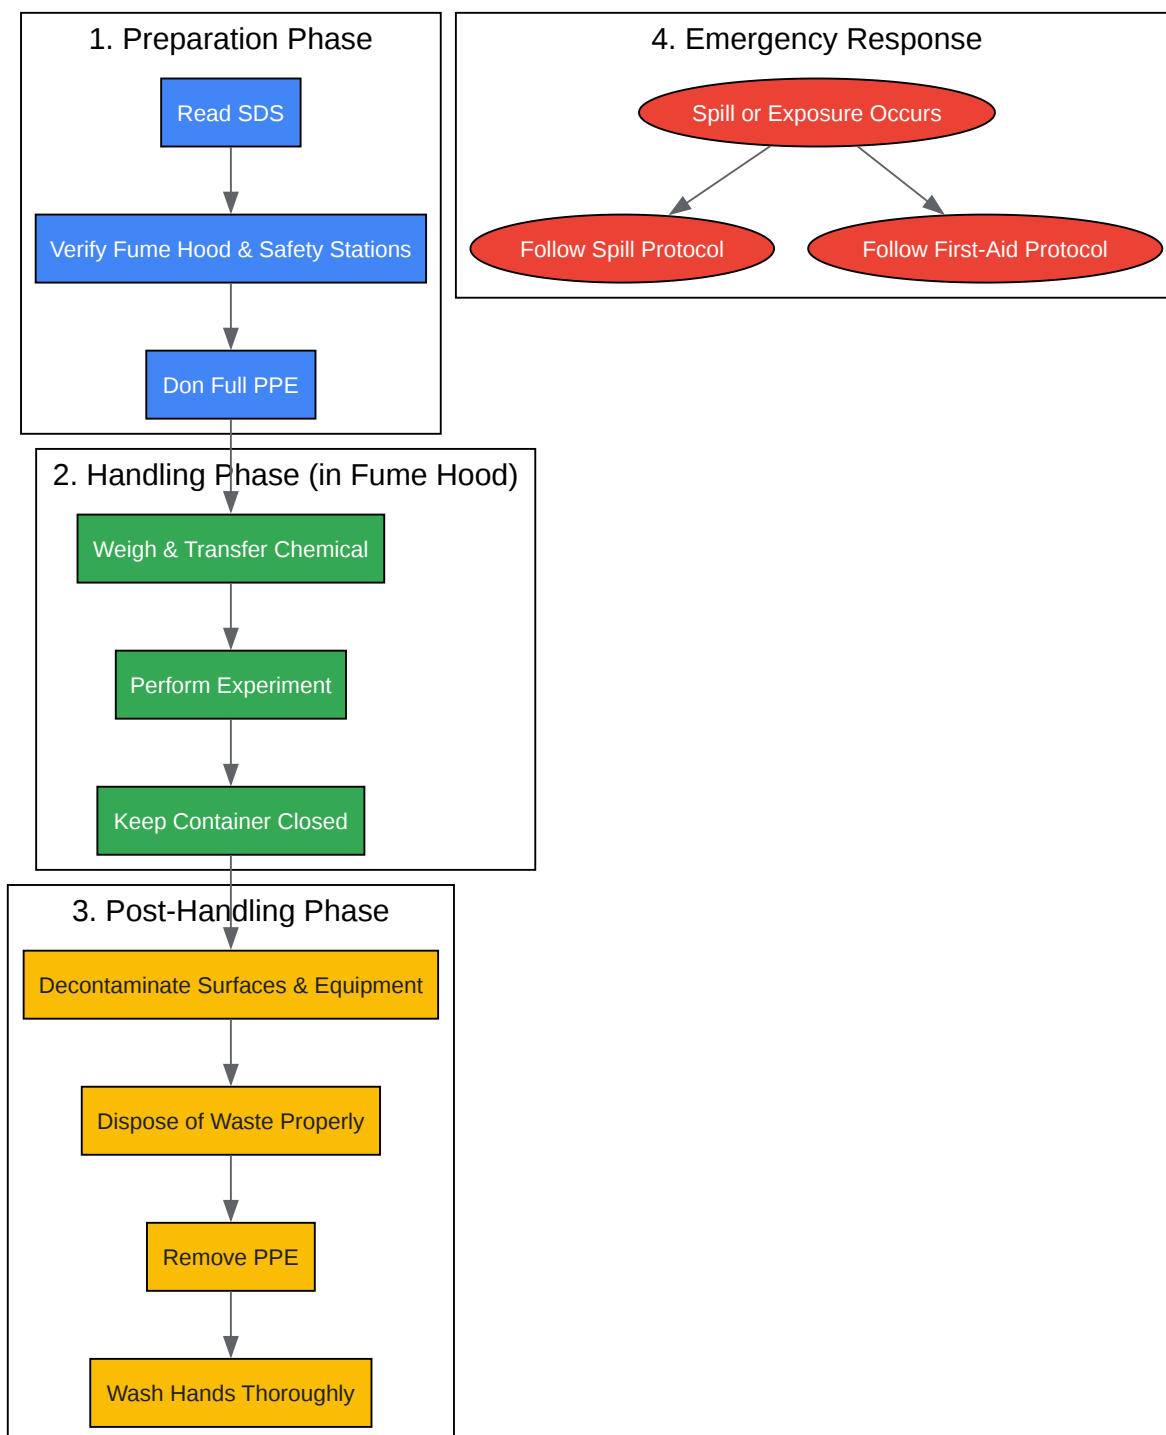 1. Preparation Phase
Read SDS
Verify Fume Hood & Safety Stations
Don Full PPE
2. Handling Phase (in Fume Hood)
Weigh & Transfer Chemical
Perform Experiment
Keep Container Closed
3. Post-Handling Phase
Decontaminate Surfaces & Equipment
Dispose of Waste Properly
Remove PPE
Wash Hands Thoroughly
4. Emergency Response
Spill or Exposure Occurs
Follow Spill Protocol
Follow First-Aid Protocol